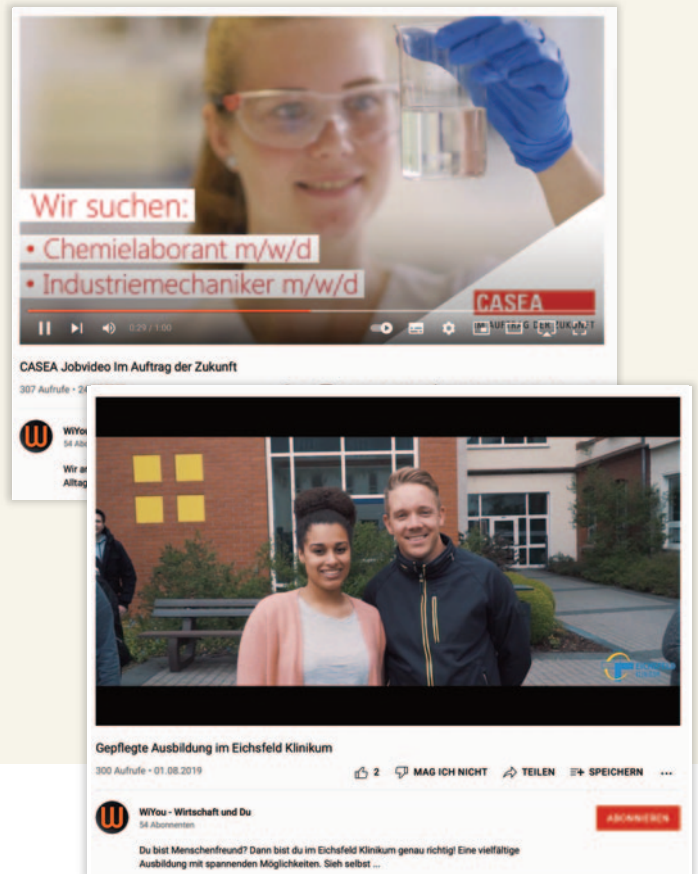 Wir suchen:
• Chemielaborant m/w/d
• Industriemechaniker m/w/d
CASEA
IM AUFTRAG DER ZUKUNFT
0:29 / 1:00
CASEA Jobvideo Im Auftrag der Zukunft
307 Aufrufe • 24
WiYou
54 Abo
Wir
Alltag
Gepflegte Ausbildung im Eichsfeld Klinikum
300 Aufrufe • 01.08.2019
2 MAG ICH NICHT TEILEN SPEICHERN ...
WiYou - Wirtschaft und Du
54 Abonnenten
ABONNIEREN
Du bist Menschenfreund? Dann bist du im Eichsfeld Klinikum genau richtig! Eine vielfältige
Ausbildung mit spannenden Möglichkeiten. Sieh selbst ...